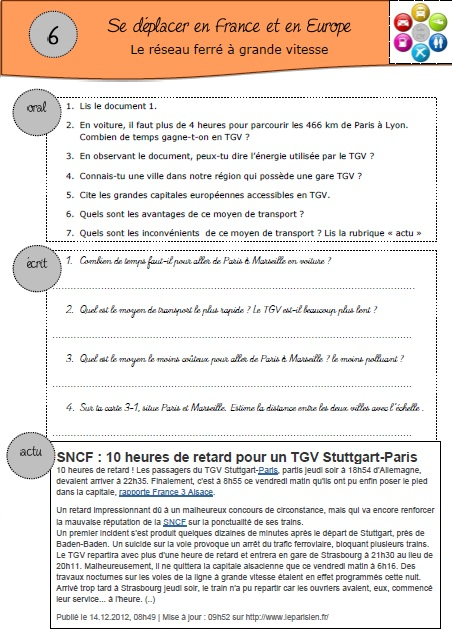 6
Se déplacer en France et en Europe
Le réseau ferré à grande vitesse
oral
1. Lis le document 1.
2. En voiture, il faut plus de 4 heures pour parcourir les 466 km de Paris à Lyon.
Combien de temps gagne-t-on en TGV ?
3. En observant le document, peux-tu dire l'énergie utilisée par le TGV ?
4. Connais-tu une ville dans notre région qui possède une gare TGV ?
5. Cite les grandes capitales européennes accessibles en TGV.
6. Quels sont les avantages de ce moyen de transport ?
7. Quels sont les inconvénients de ce moyen de transport ? Lis la rubrique « actu »
écrit
1. Combien de temps faut-il pour aller de Paris à Marseille en voiture ?
2. Quel est le moyen de transport le plus rapide ? Le TGV est-il beaucoup plus lent ?
3. Quel est le moyen le moins coûteux pour aller de Paris à Marseille ? le moins polluant ?
4. Sur ta carte 3-1, situe Paris et Marseille. Estime la distance entre les deux villes avec l'échelle .
actu
SNCF : 10 heures de retard pour un TGV Stuttgart-Paris
10 heures de retard ! Les passagers du TGV Stuttgart-Paris, partis jeudi soir à 18h54 d'Allemagne,
devaient arriver à 22h35. Finalement, c'est à 8h55 ce vendredi matin qu'ils ont pu enfin poser le pied
dans la capitale, rapporte France 3 Alsace.
Un retard impressionnant dû à un malheureux concours de circonstance, mais qui va encore renforcer
la mauvaise réputation de la SNCF sur la ponctualité de ses trains.
Un premier incident s'est produit quelques dizaines de minutes après le départ de Stuttgart, près de
Baden-Baden. Un suicide sur la voie provoque un arrêt du trafic ferroviaire, bloquant plusieurs trains.
Le TGV repartira avec plus d'une heure de retard et entrera en gare de Strasbourg à 21h30 au lieu de
20h11. Malheureusement, il ne quittera la capitale alsacienne que ce vendredi matin à 6h16. Des
travaux nocturnes sur les voies de la ligne à grande vitesse étaient en effet programmés cette nuit.
Arrivé trop tard à Strasbourg jeudi soir, le train n'a pu repartir car les ouvriers avaient, eux, commencé
leur service... à l'heure. (..)
Publié le 14.12.2012, 08h49 | Mise à jour : 09h52 sur http://www.leparisien.fr/